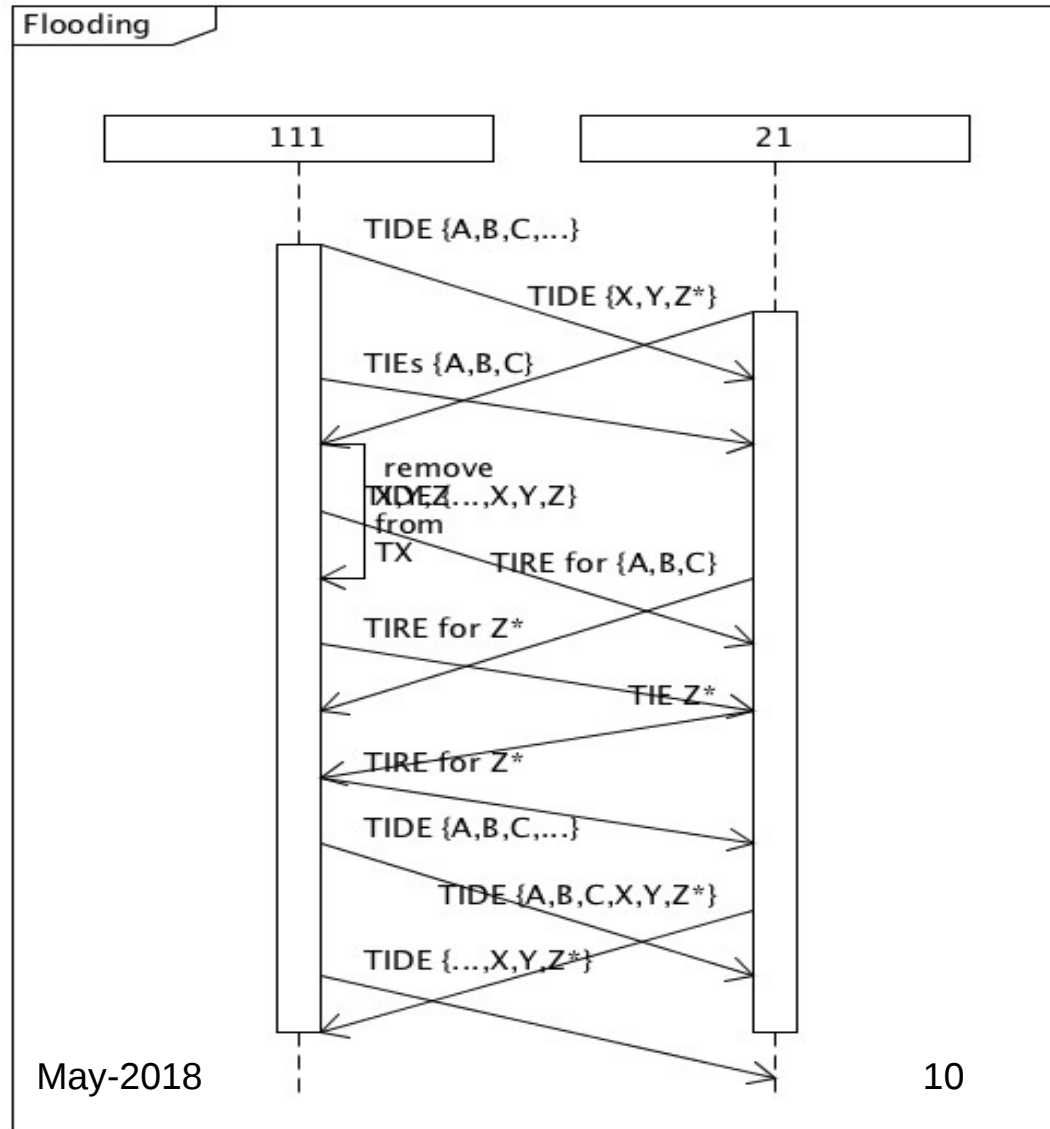 Flooding
111
21
TIDE {A,B,C,...}
TIDE {X,Y,Z*}
TIEs {A,B,C}
remove
X,Y,Z
TIDE {...,X,Y,Z}
from
TX
TIRE for {A,B,C}
TIRE for Z*
TIE Z*
TIRE for Z*
TIDE {A,B,C,...}
TIDE {A,B,C,X,Y,Z*}
TIDE {...,X,Y,Z*}
May-2018
10